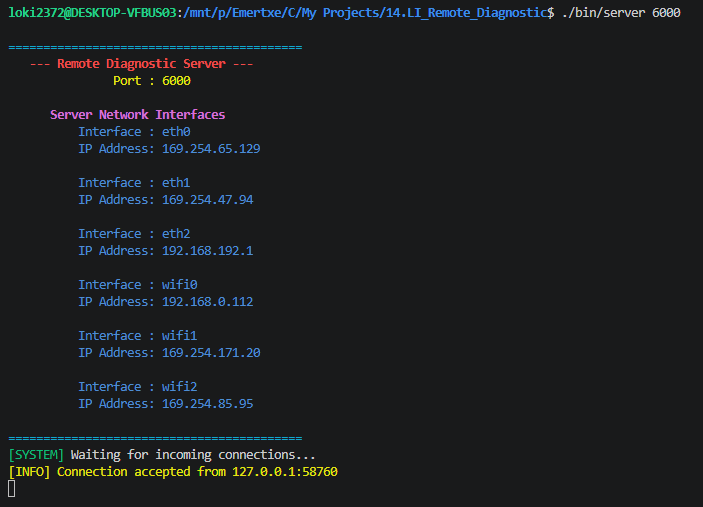 loki2372@DESKTOP-VFBUS03:/mnt/p/Emertxe/C/My Projects/14.LI_Remote_Diagnostic$ ./bin/server 6000
==========================================
--- Remote Diagnostic Server ---
Port : 6000
Server Network Interfaces
Interface : eth0
IP Address: 169.254.65.129
Interface : eth1
IP Address: 169.254.47.94
Interface : eth2
IP Address: 192.168.192.1
Interface : wifi0
IP Address: 192.168.0.112
Interface : wifi1
IP Address: 169.254.171.20
Interface : wifi2
IP Address: 169.254.85.95
==========================================
[SYSTEM] Waiting for incoming connections...
[INFO] Connection accepted from 127.0.0.1:58760